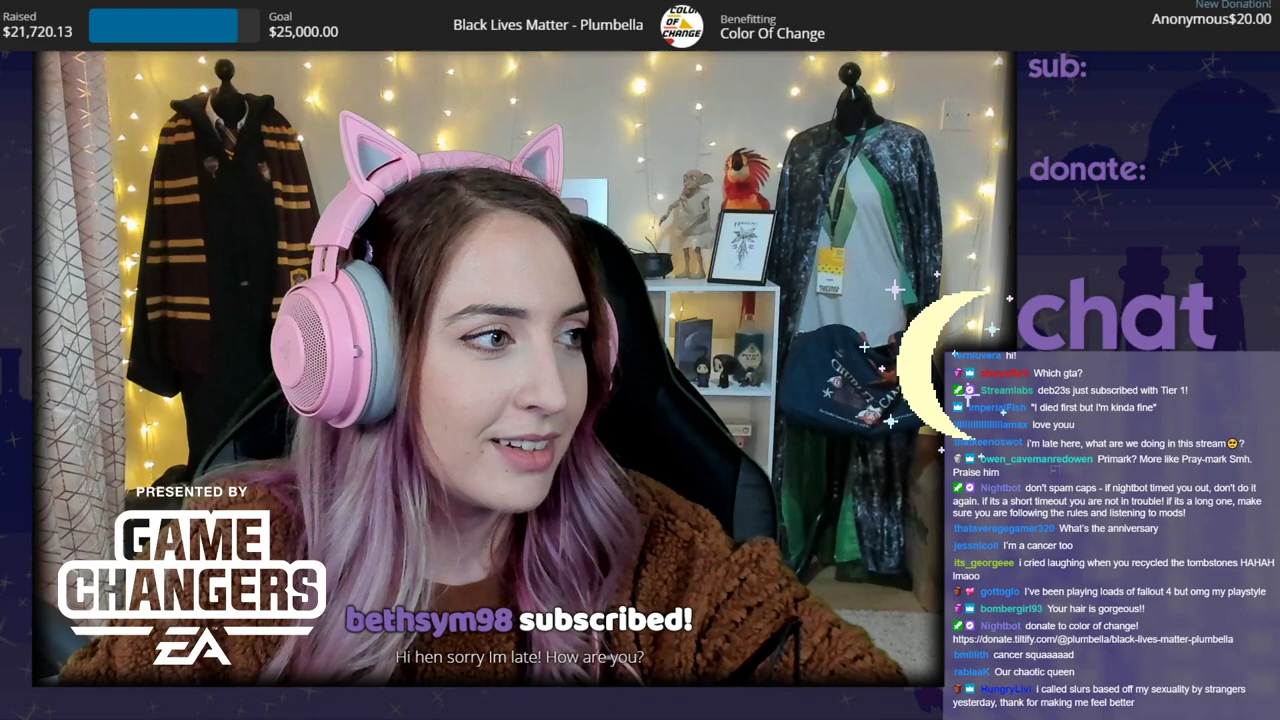 Raised
$21,720.13
Goal
$25,000.00
Black Lives Matter - Plumbella
COLOR
OF
CHANGE
Benefitting
Color Of Change
New Donation!
Anonymous$20.00
sub:
donate:
chat
hi!
Which gta?
Streamlabs deb23s just subscribed with Tier 1!
ImperialFish "I died first but I'm kinda fine"
love youu
i'm late here, what are we doing in this stream😕?
owen_cavemanredowen Primark? More like Pray-mark Smh.
Praise him
Nightbot don't spam caps - if nightbot timed you out, don't do it
again. if its a short timeout you are not in trouble! if its a long one, make
sure you are following the rules and listening to mods!
thataveregegamer320 What's the anniversary
jessnicoll I'm a cancer too
its_georgeee i cried laughing when you recycled the tombstones HAHAH
lmaoo
gottoglo I've been playing loads of fallout 4 but omg my playstyle
bombergirl93 Your hair is gorgeous!!
Nightbot donate to color of change!
https://donate.tiltify.com/@plumbella/black-lives-matter-plumbella
bmlilith cancer squaaaaad
rabiaaK Our chaotic queen
HungryLivi i called slurs based off my sexuality by strangers
yesterday, thank for making me feel better
PRESENTED BY
GAME
CHANGERS
EA
bethsym98 subscribed!
Hi hen sorry Im late! How are you?